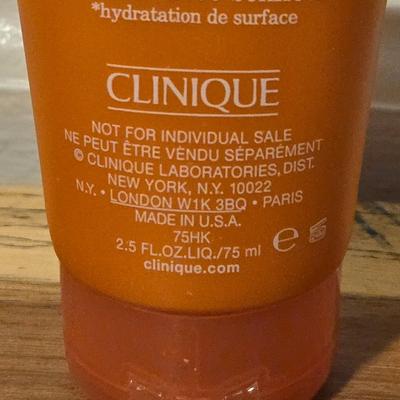 *hydratation de surface
CLINIQUE
NOT FOR INDIVIDUAL SALE
NE PEUT ÊTRE VENDU SÉPARÉMENT
© CLINIQUE LABORATORIES, DIST.
NEW YORK, N.Y. 10022
N.Y. • LONDON W1K 3BQ • PARIS
MADE IN U.S.A.
75HK
2.5 FL.OZ.LIQ./75 ml e
clinique.com